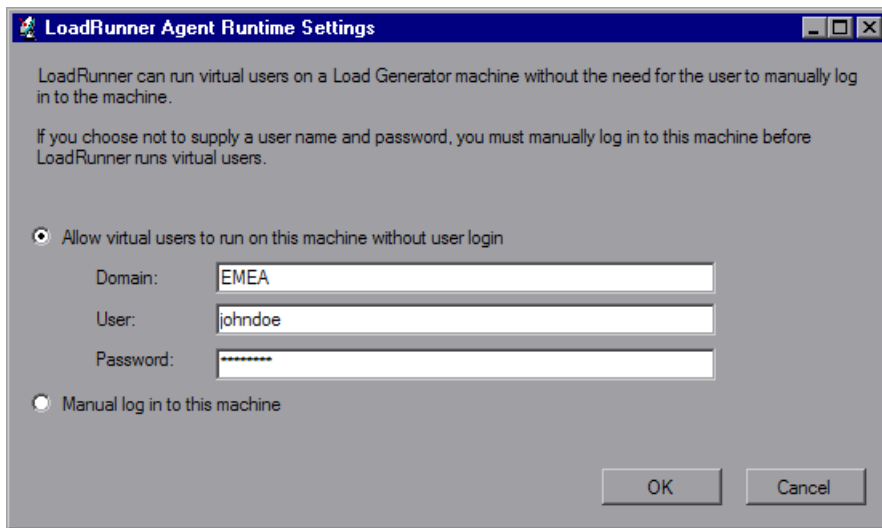 LoadRunner Agent Runtime Settings
LoadRunner can run virtual users on a Load Generator machine without the need for the user to manually log
in to the machine.
If you choose not to supply a user name and password, you must manually log in to this machine before
LoadRunner runs virtual users.
Allow virtual users to run on this machine without user login
Domain: EMEA
User: johndoe
Password: ********
Manual log in to this machine
OK Cancel